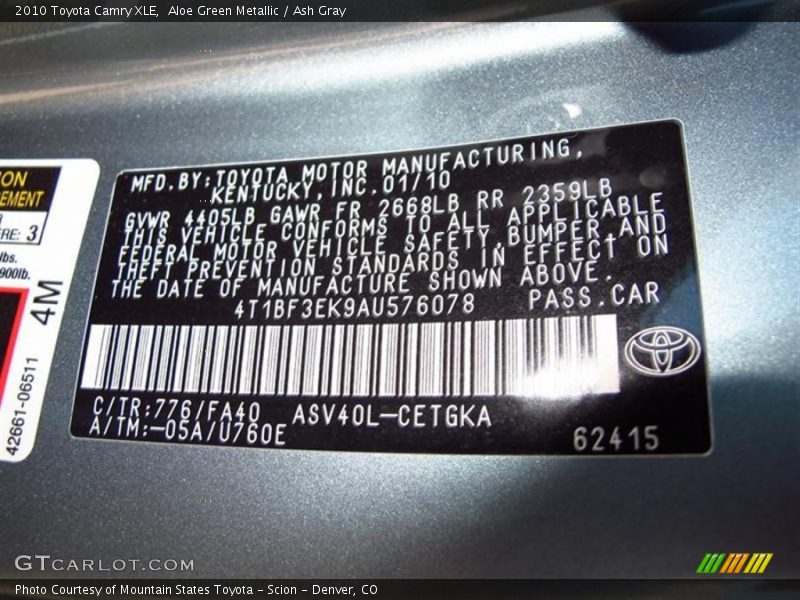 2010 Toyota Camry XLE,  Aloe Green Metallic / Ash Gray
MFD.BY:TOYOTA MOTOR MANUFACTURING,
KENTUCKY,INC.01/10
GVWR 4405LB GAWR FR 2668LB RR 2359LB
THIS VEHICLE CONFORMS TO ALL APPLICABLE
FEDERAL MOTOR VEHICLE SAFETY,BUMPER AND
THEFT PREVENTION STANDARDS IN EFFECT ON
THE DATE OF MANUFACTURE SHOWN ABOVE.
4T1BF3EK9AU576078 PASS.CAR
C/TR:776/FA40 ASV40L-CETGKA
A/TM:-05A/U760E
62415
ERE: 3
lbs.
900lb.
4M
42661-06511
GTCARLOT.COM
Photo Courtesy of Mountain States Toyota - Scion - Denver, CO